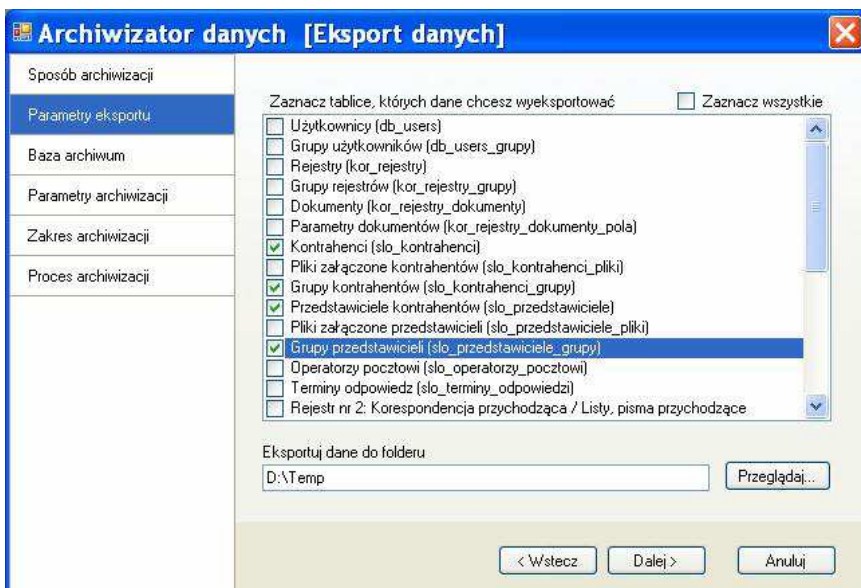 Archiwizator danych [Eksport danych]
Sposób archiwizacji
Parametry eksportu
Baza archiwum
Parametry archiwizacji
Zakres archiwizacji
Proces archiwizacji
Zaznacz tablice, których dane chcesz wyeksportować
Zaznacz wszystkie
Użytkownicy (db_users)
Grupy użytkowników (db_users_grupy)
Rejestry (kor_rejestry)
Grupy rejestrów (kor_rejestry_grupy)
Dokumenty (kor_rejestry_dokumenty)
Parametry dokumentów (kor_rejestry_dokumenty_pola)
Kontrahenci (slo_kontrahenci)
Pliki załączone kontrahentów (slo_kontrahenci_pliki)
Grupy kontrahentów (slo_kontrahenci_grupy)
Przedstawiciele kontrahentów (slo_przedstawiciele)
Pliki załączone przedstawicieli (slo_przedstawiciele_pliki)
Grupy przedstawicieli (slo_przedstawiciele_grupy)
Operatorzy pocztowi (slo_operatorzy_pocztowi)
Terminy odpowiedz (slo_terminy_odpowiedzi)
Rejestr nr 2: Korespondencja przychodząca / Listy, pisma przychodzące
Eksportuj dane do folderu
D:\Temp
Przeglądaj...
< Wstecz
Dalej >
Anuluj